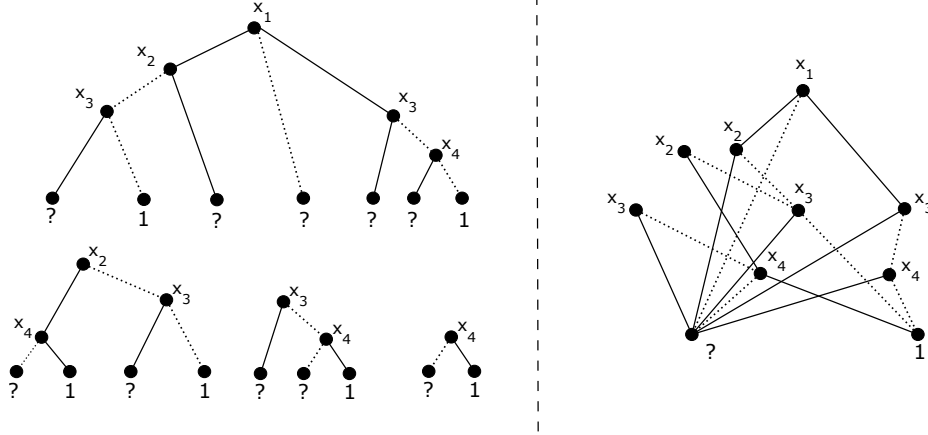 x1
x2
x3 x3
x4
? 1 ? ? ? ? 1
x2
x3 x3
x4 x4 x4
? 1 ? 1 ? ? 1 ? 1
x1
x2 x2
x3 x3 x3
x4 x4
? 1